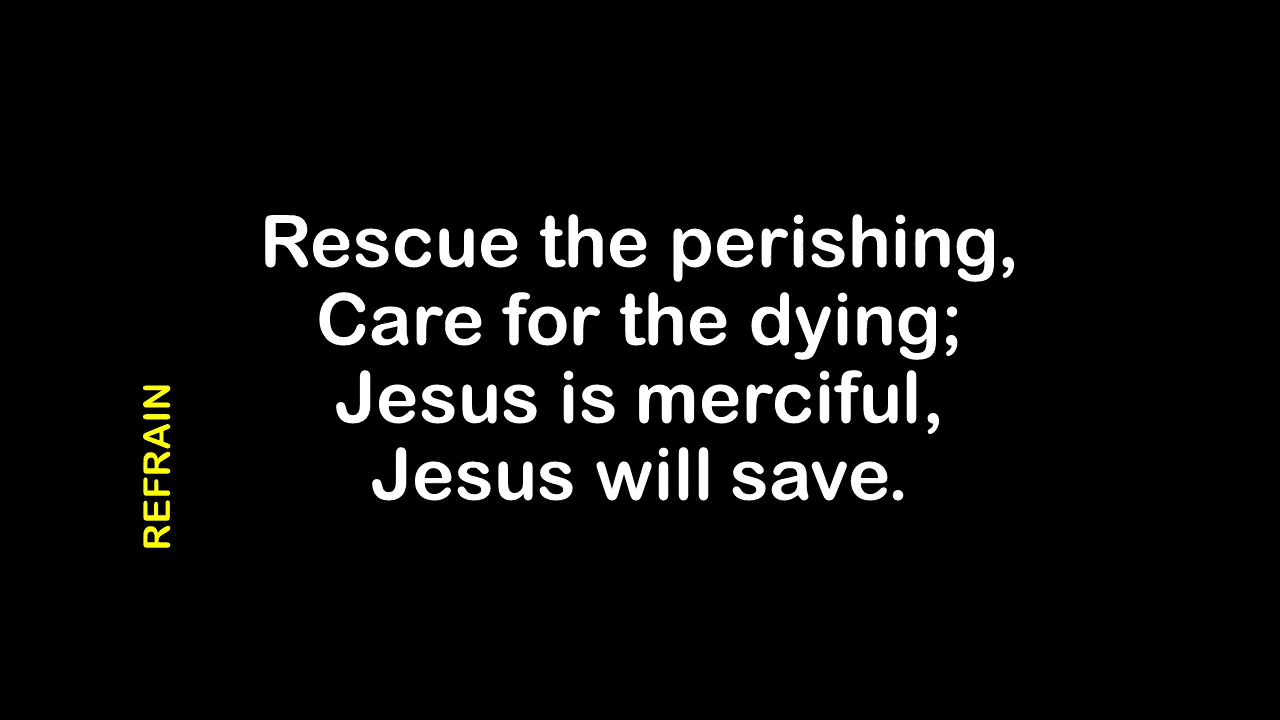 Rescue the perishing,
Care for the dying;
Jesus is merciful,
Jesus will save.
REFRAIN